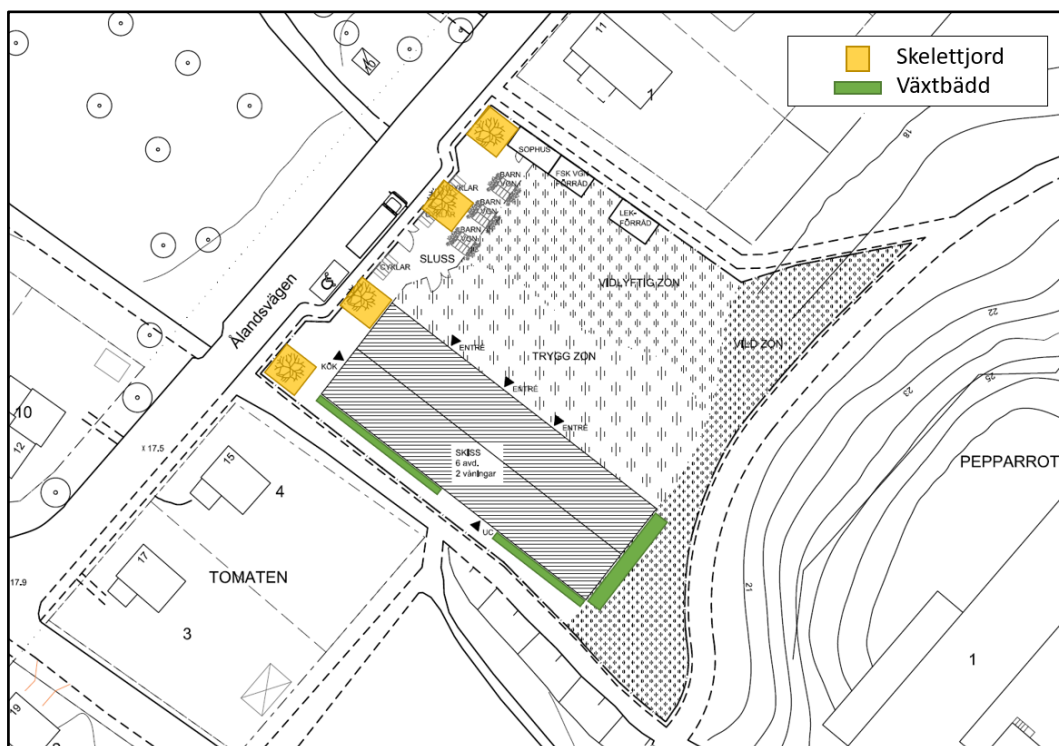 Skelettjord
Växtbädd
11
1
18
SOPHUS
FSK VGN
FÖRRÅD
BARN
VGN
CYKLAR
CYKLAR
BARN
VGN
BARN
VGN
LEK-
FÖRRÅD
SLUSS
CYKLAR
VIDLYFTIG ZON
Ålandsvägen
22
VILD ZON
ENTRÉ
TRYGG ZON
KÖK
25
23
ENTRÉ
10
12
ENTRÉ
x 17.5
SKISS
6 avd.
2 våningar
15
4
PEPPARROT
UC
17
TOMATEN
17.9
21
3
1
19